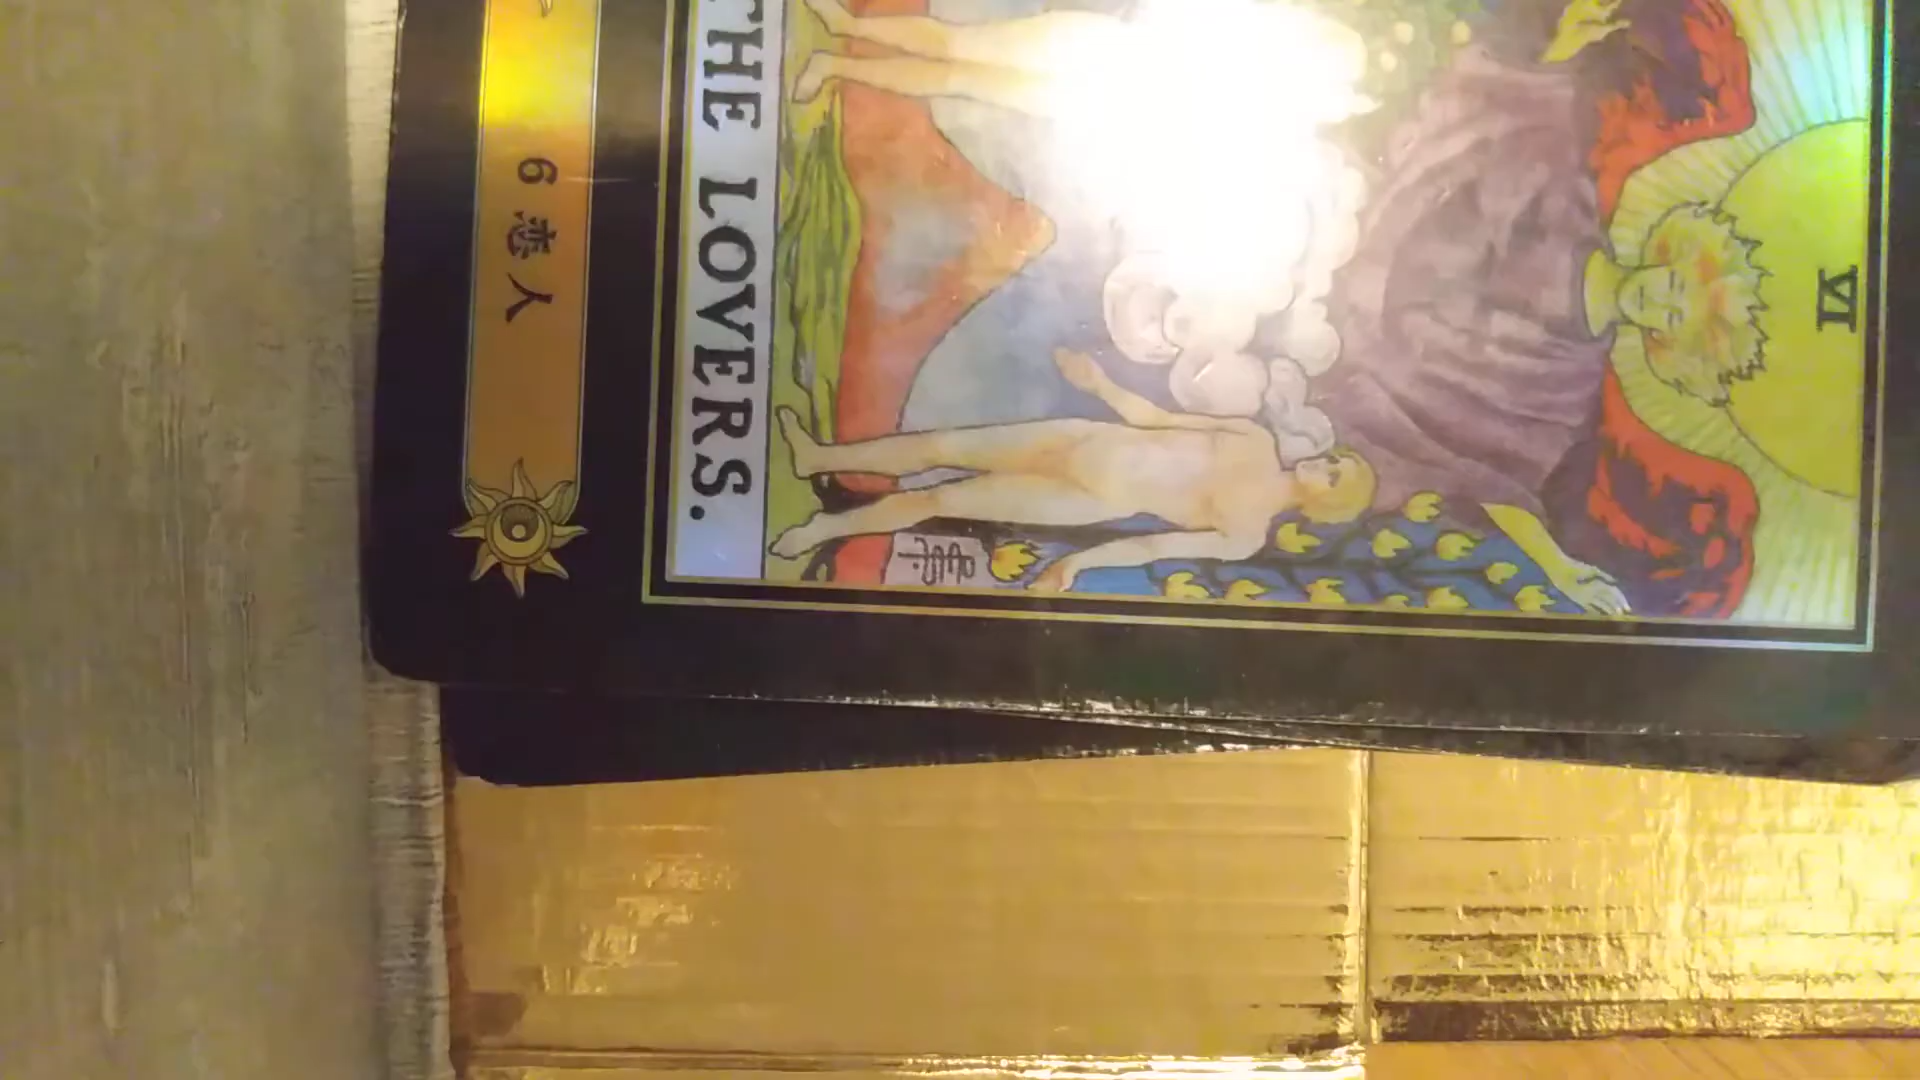 VI
THE LOVERS.
6 恋人